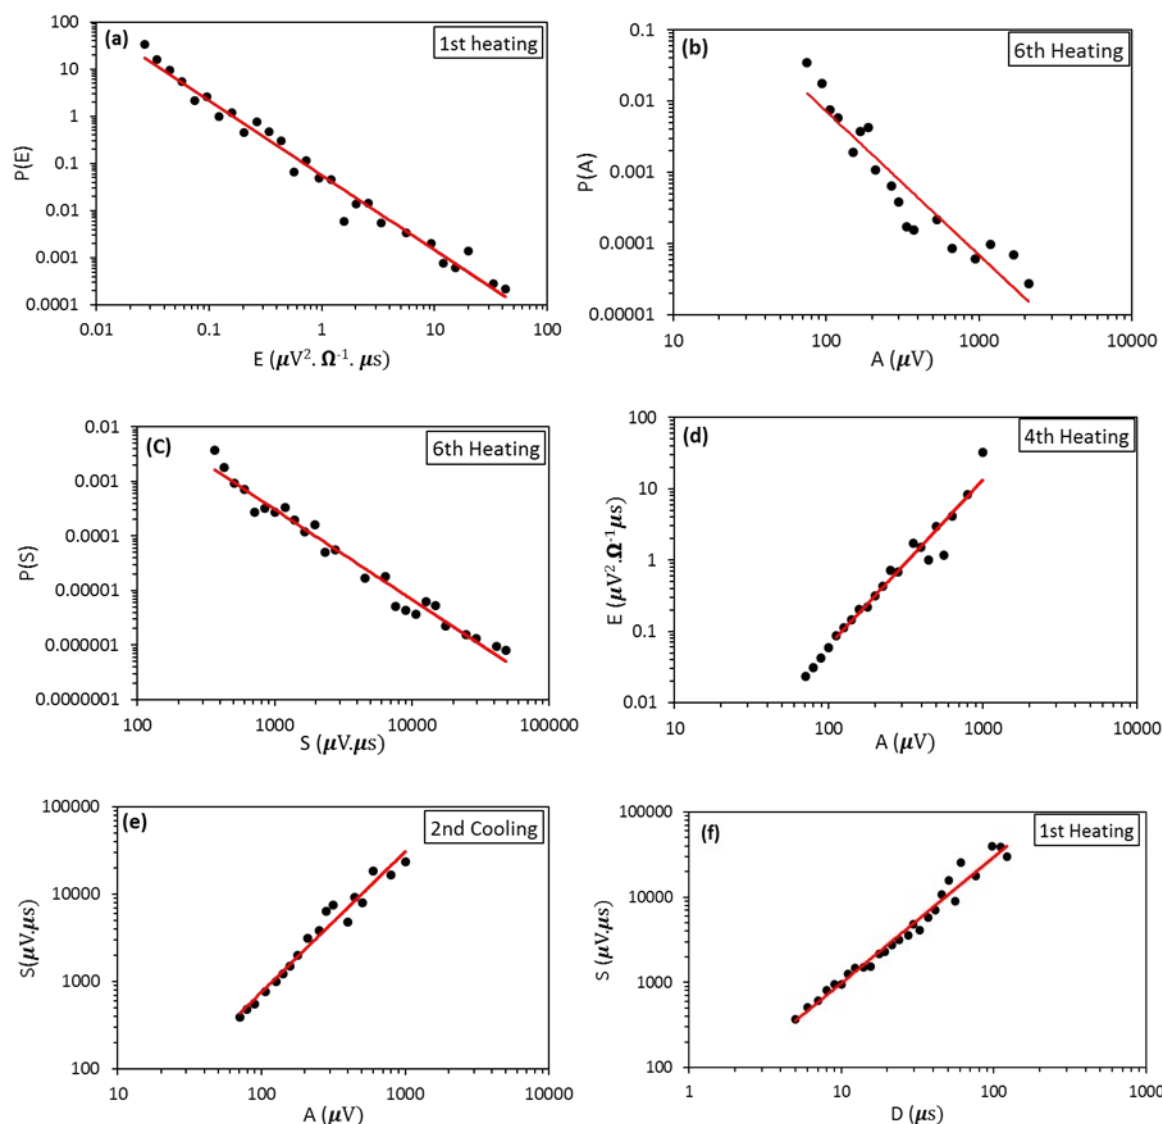 (a)
1st heating
100
10
1
0.1
0.01
0.001
0.0001
P(E)
0.01 0.1 1 10 100
E (µV². Ω⁻¹. µs)
(b)
6th Heating
0.1
0.01
0.001
0.0001
0.00001
P(A)
10 100 1000 10000
A (µV)
(C)
6th Heating
0.01
0.001
0.0001
0.00001
0.000001
0.0000001
P(S)
100 1000 10000 100000
S (µV.µs)
(d)
4th Heating
100
10
1
0.1
0.01
E (µV².Ω⁻¹µs)
10 100 1000 10000
A (µV)
(e)
2nd Cooling
100000
10000
1000
100
S(µV.µs)
10 100 1000 10000
A (µV)
(f)
1st Heating
100000
10000
1000
100
S (µV.µs)
1 10 100 1000
D (µs)